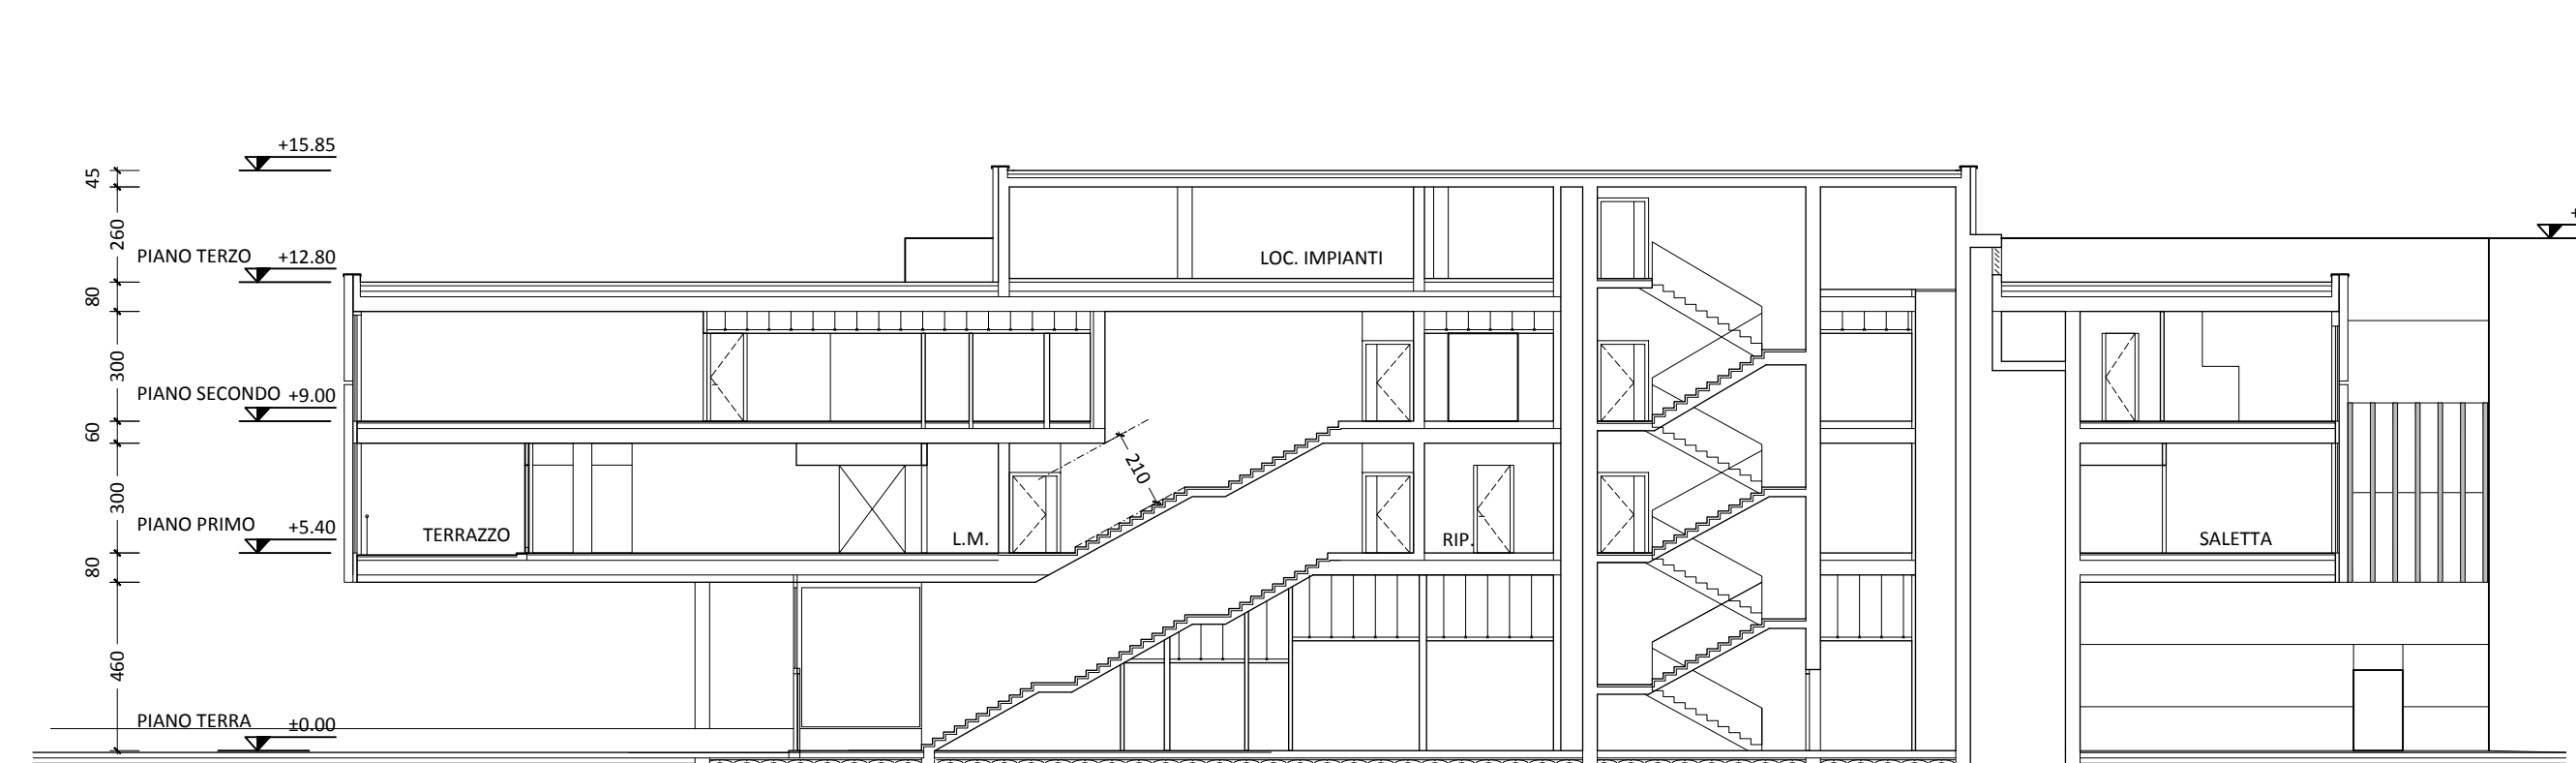 +15.85
45
260
PIANO TERZO +12.80
LOC. IMPIANTI
80
300
PIANO SECONDO +9.00
60
210
300
PIANO PRIMO +5.40
TERRAZZO
L.M.
RIP.
SALETTA
80
460
PIANO TERRA ±0.00